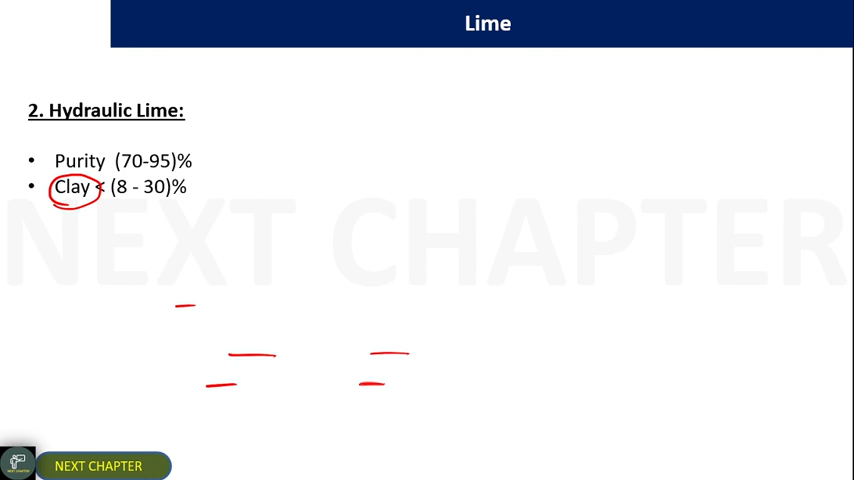 Lime
2. Hydraulic Lime:
• Purity (70-95)%
• Clay < (8 - 30)%
NEXT CHAPTER
NEXT CHAPTER